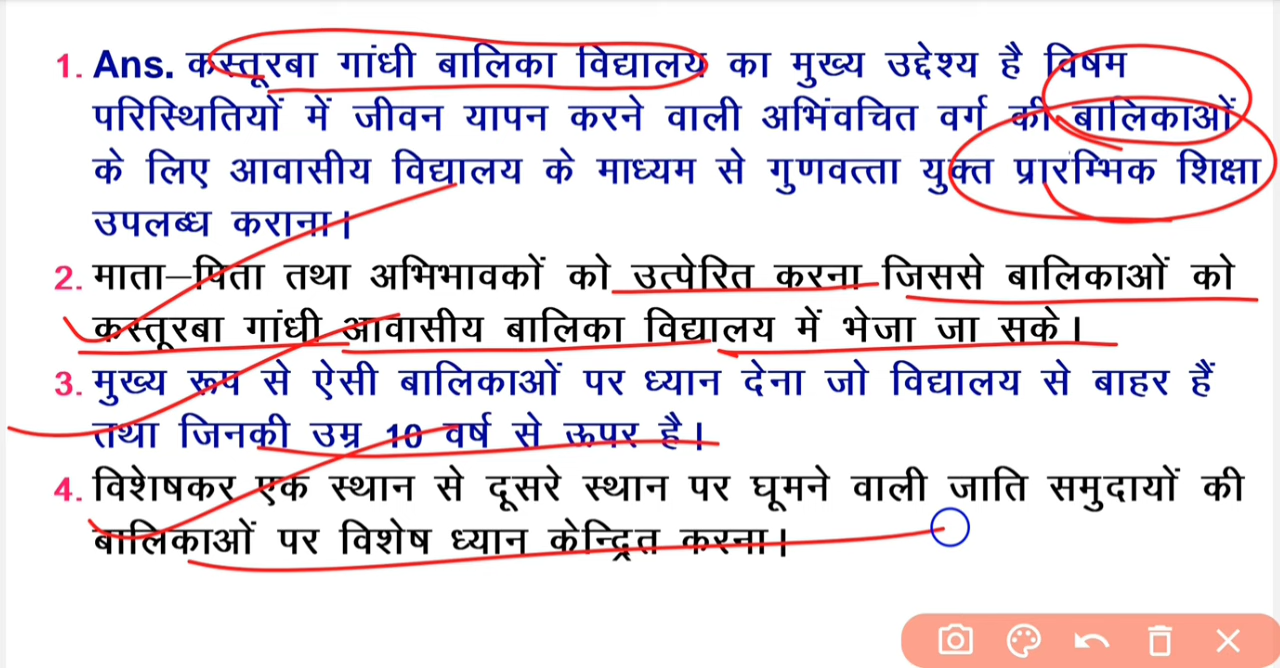 1. Ans. कस्तूरबा गांधी बालिका विद्यालय का मुख्य उद्देश्य है विषम
परिस्थितियों में जीवन यापन करने वाली अभिंवचित वर्ग की बालिकाओं
के लिए आवासीय विद्यालय के माध्यम से गुणवत्ता युक्त प्रारम्भिक शिक्षा
उपलब्ध कराना।
2. माता–पिता तथा अभिभावकों को उत्पेरित करना जिससे बालिकाओं को
कस्तूरबा गांधी आवासीय बालिका विद्यालय में भेजा जा सके।
3. मुख्य रूप से ऐसी बालिकाओं पर ध्यान देना जो विद्यालय से बाहर हैं
तथा जिनकी उम्र 10 वर्ष से ऊपर है।
4. विशेषकर एक स्थान से दूसरे स्थान पर घूमने वाली जाति समुदायों की
बालिकाओं पर विशेष ध्यान केन्द्रित करना।